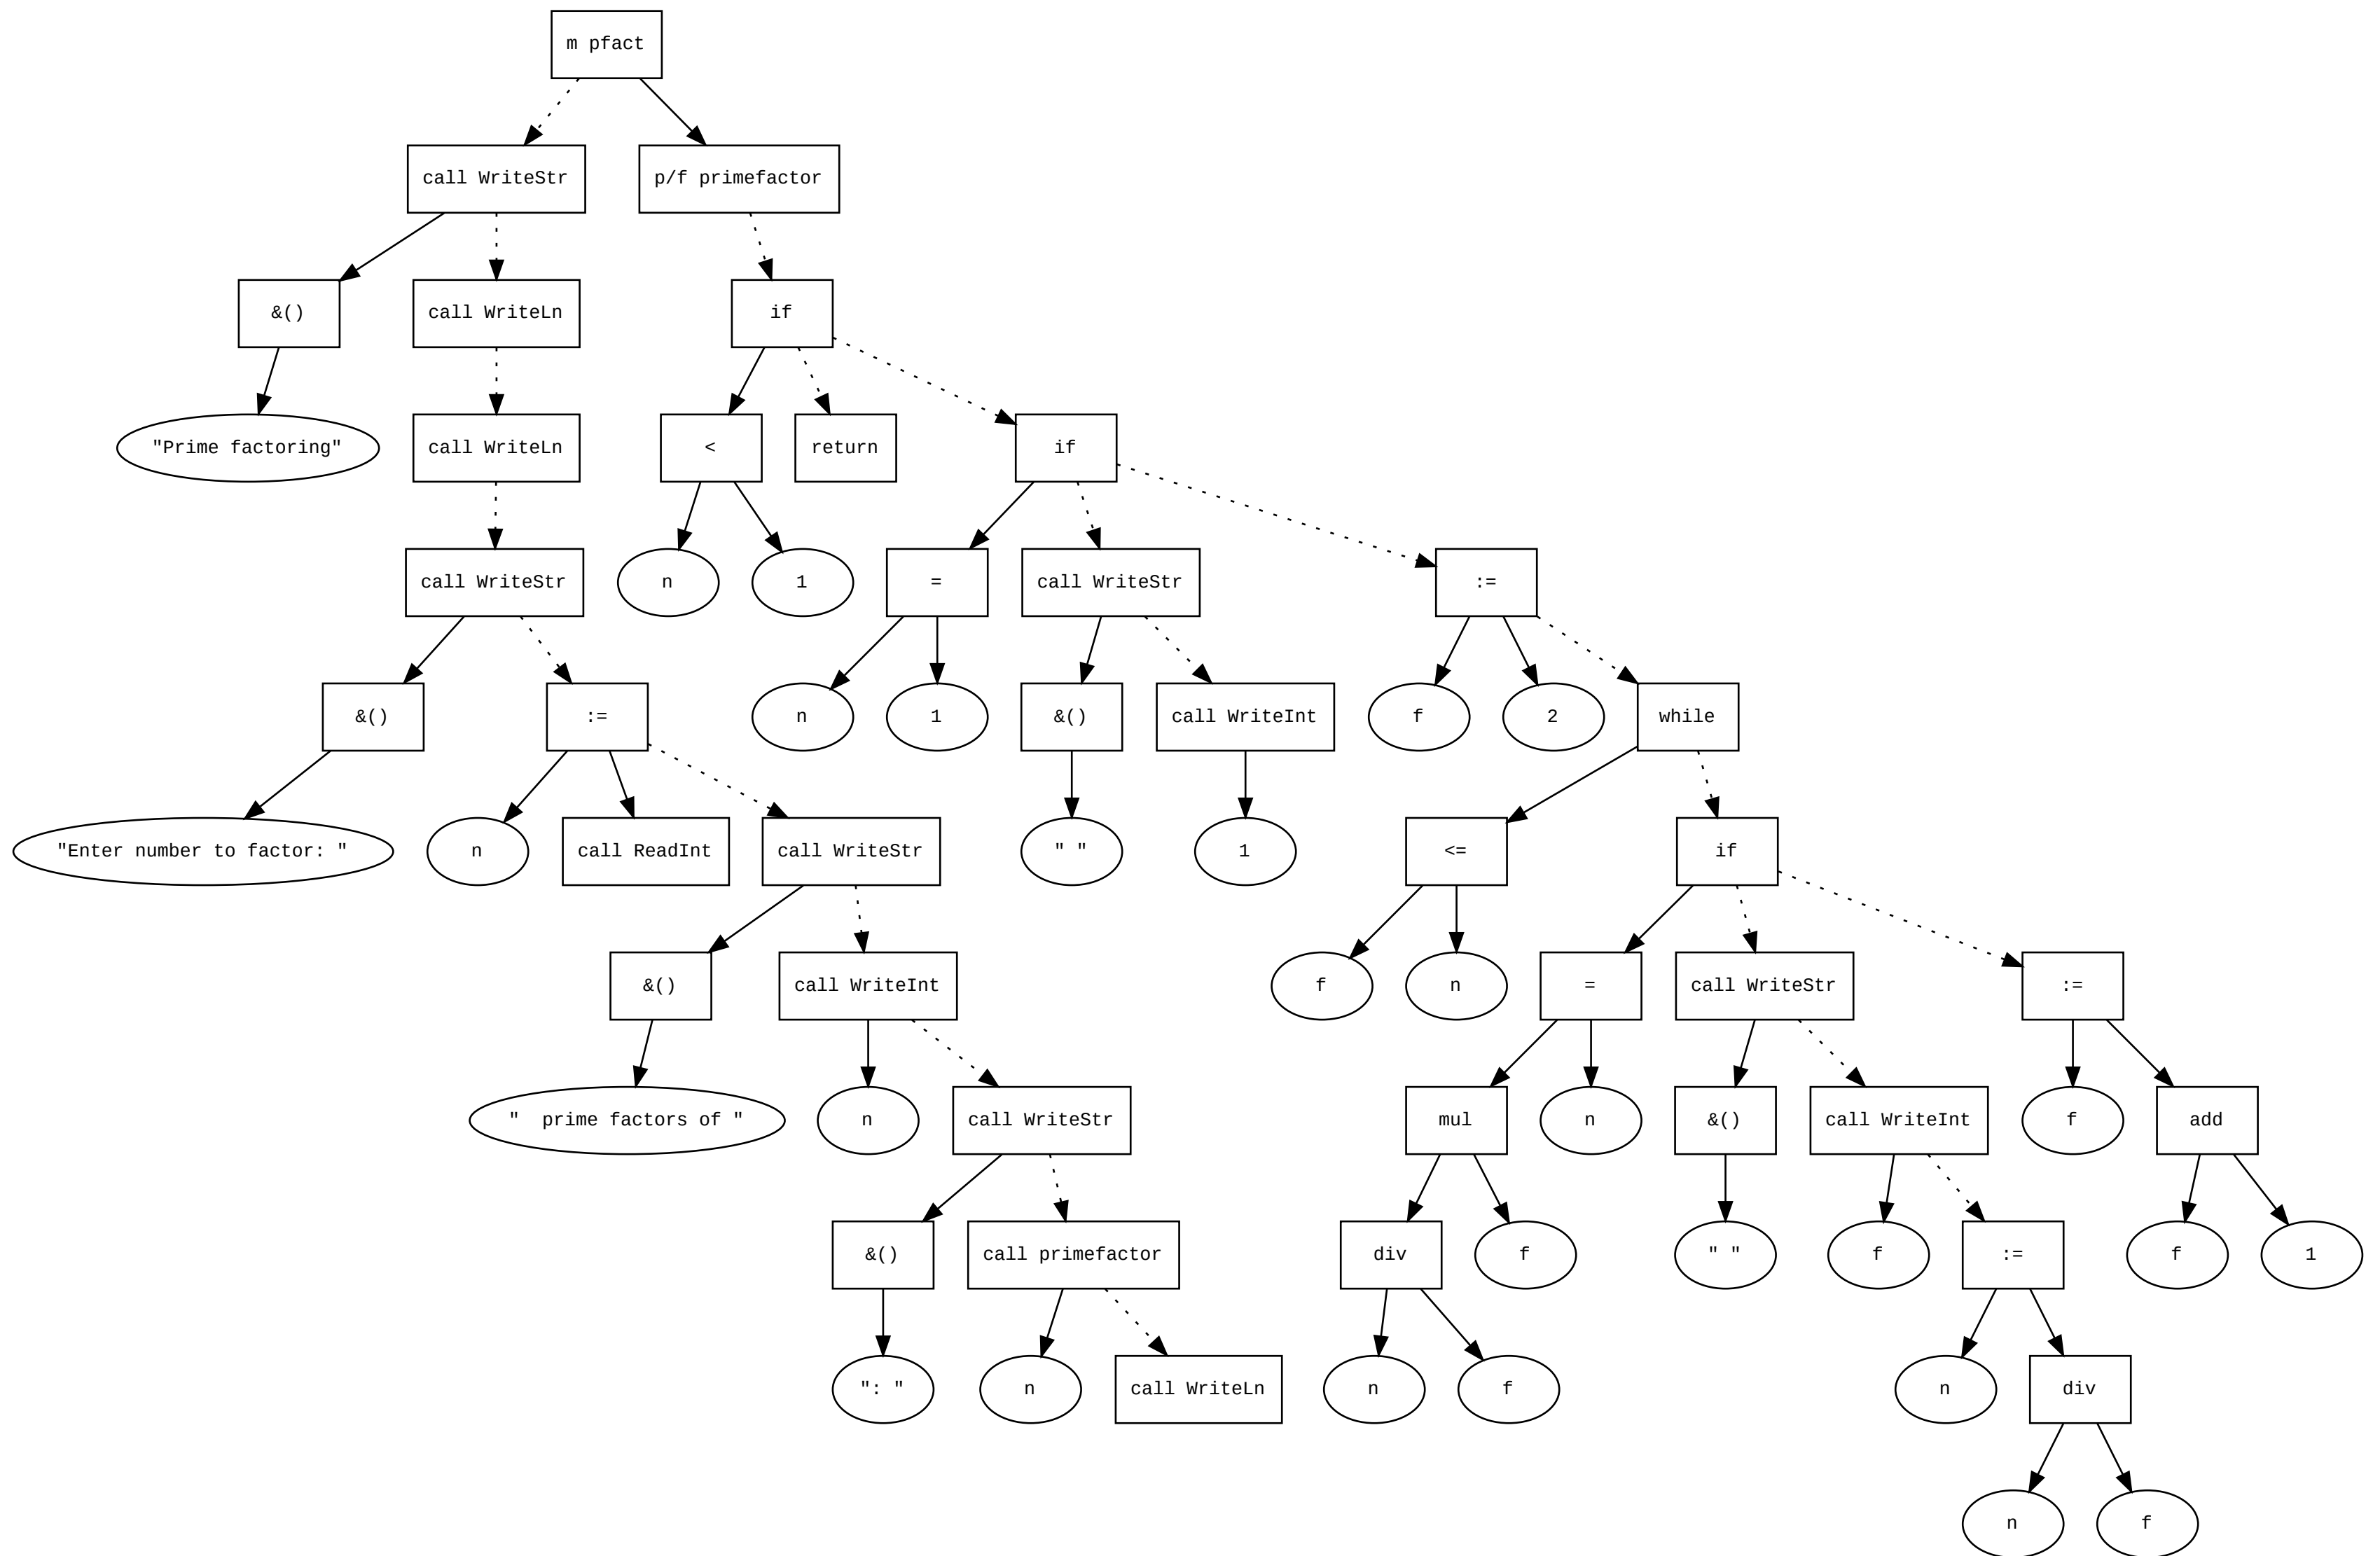 m pfact
call WriteStr
p/f primefactor
&()
call WriteLn
if
"Prime factoring"
call WriteLn
<
return
if
call WriteStr
n
1
=
call WriteStr
:=
&()
:=
n
1
&()
call WriteInt
f
2
while
"Enter number to factor: "
n
call ReadInt
call WriteStr
" "
1
<=
if
&()
call WriteInt
f
n
=
call WriteStr
:=
"  prime factors of "
n
call WriteStr
mul
n
&()
call WriteInt
f
add
&()
call primefactor
div
f
" "
f
:=
f
1
": "
n
call WriteLn
n
f
n
div
n
f